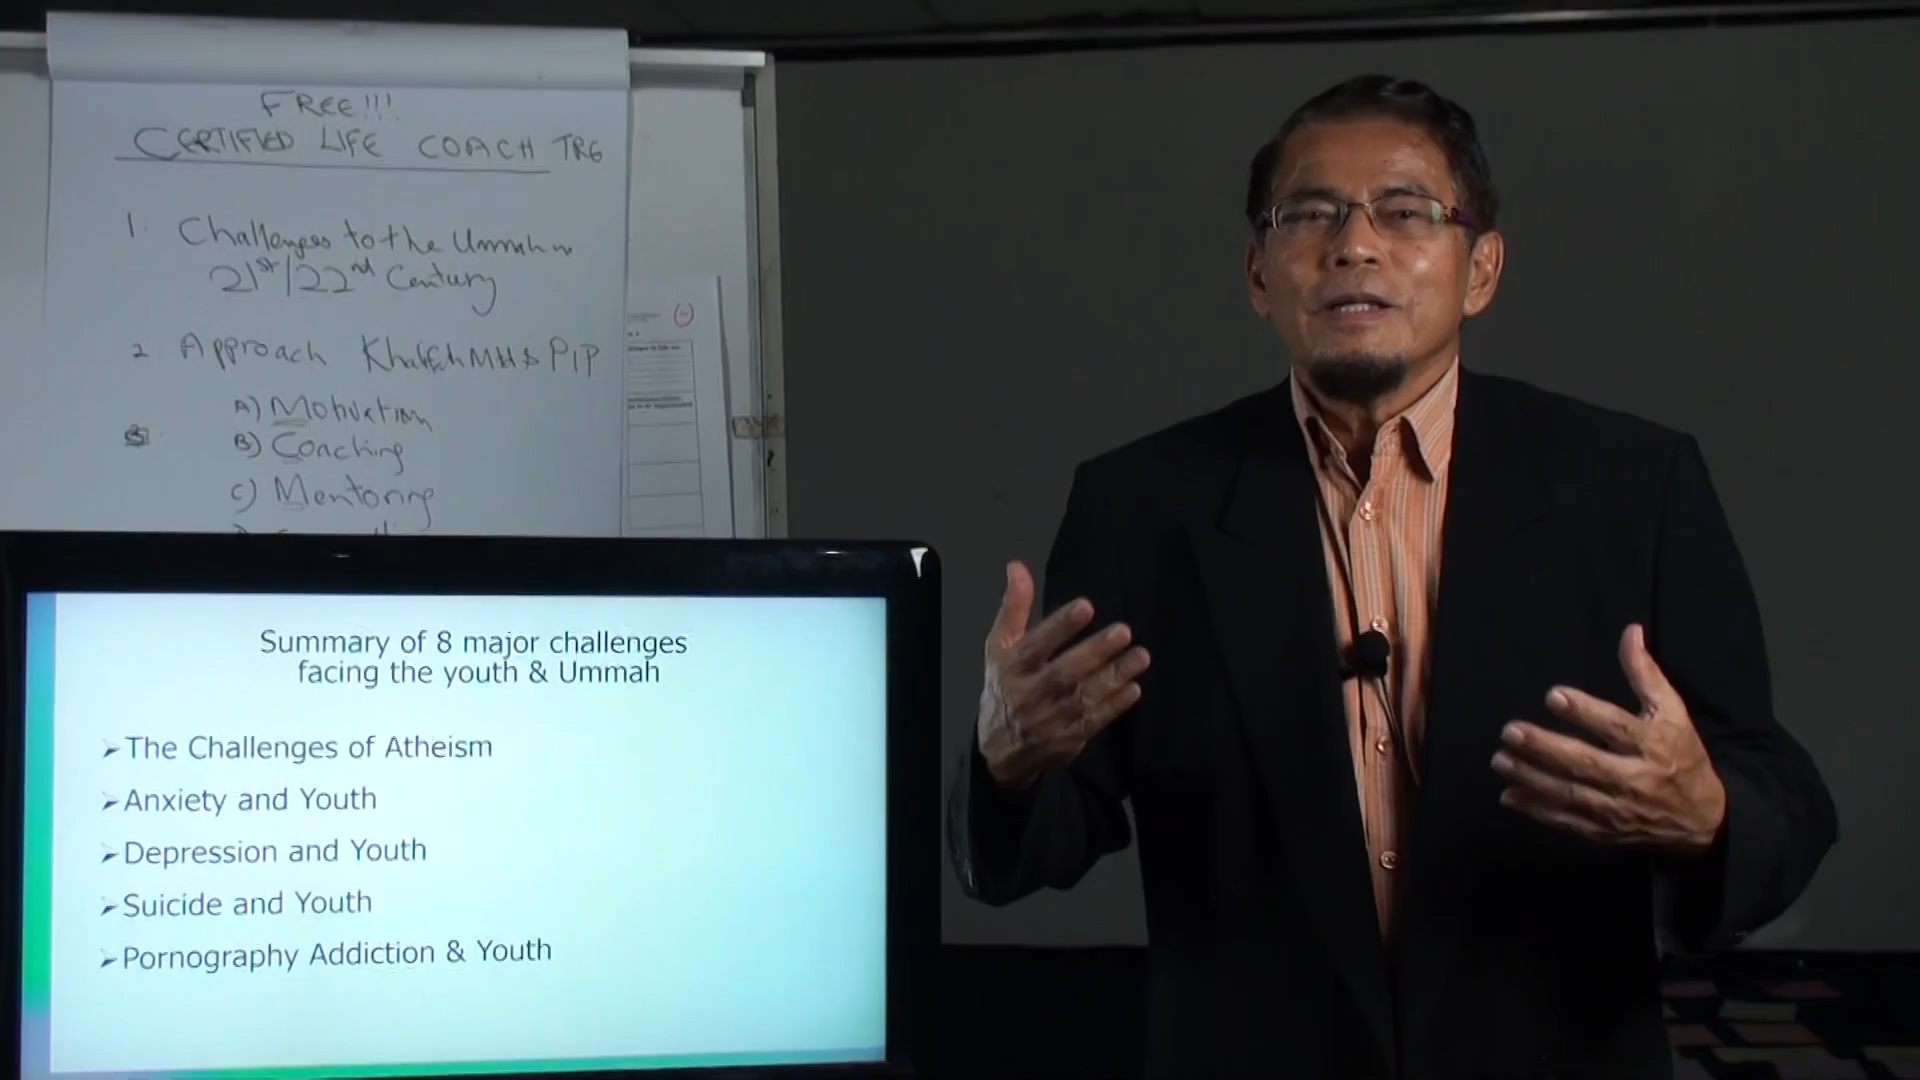 FREE!!!
CERTIFIED LIFE COACH TRG
1. Challenges to the Ummah
21st/22nd Century
2 Approach PIP
A) Motivation
B) Coaching
C) Mentoring
Summary of 8 major challenges
facing the youth & Ummah
➢The Challenges of Atheism
➢Anxiety and Youth
➢Depression and Youth
➢Suicide and Youth
➢Pornography Addiction & Youth